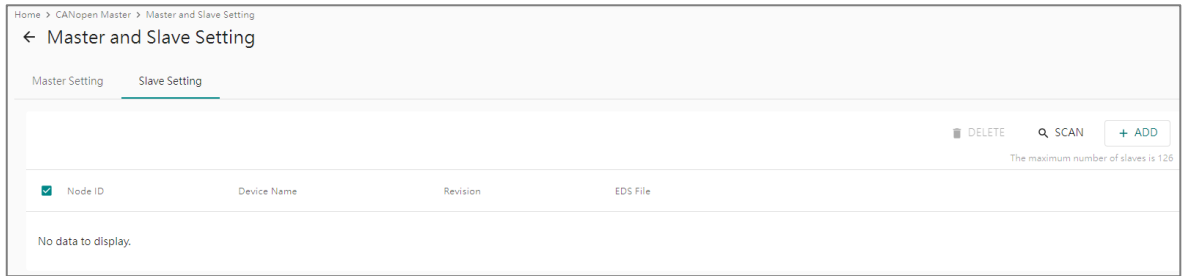 Home > CANopen Master > Master and Slave Setting
← Master and Slave Setting
Master Setting Slave Setting
DELETE SCAN + ADD
The maximum number of slaves is 126
Node ID Device Name Revision EDS File
No data to display.